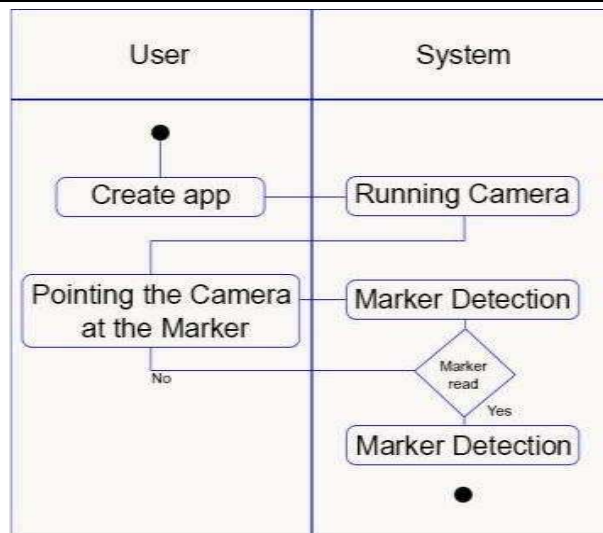 User
System
Create app
Running Camera
Pointing the Camera
at the Marker
Marker Detection
Marker
read
No
Yes
Marker Detection